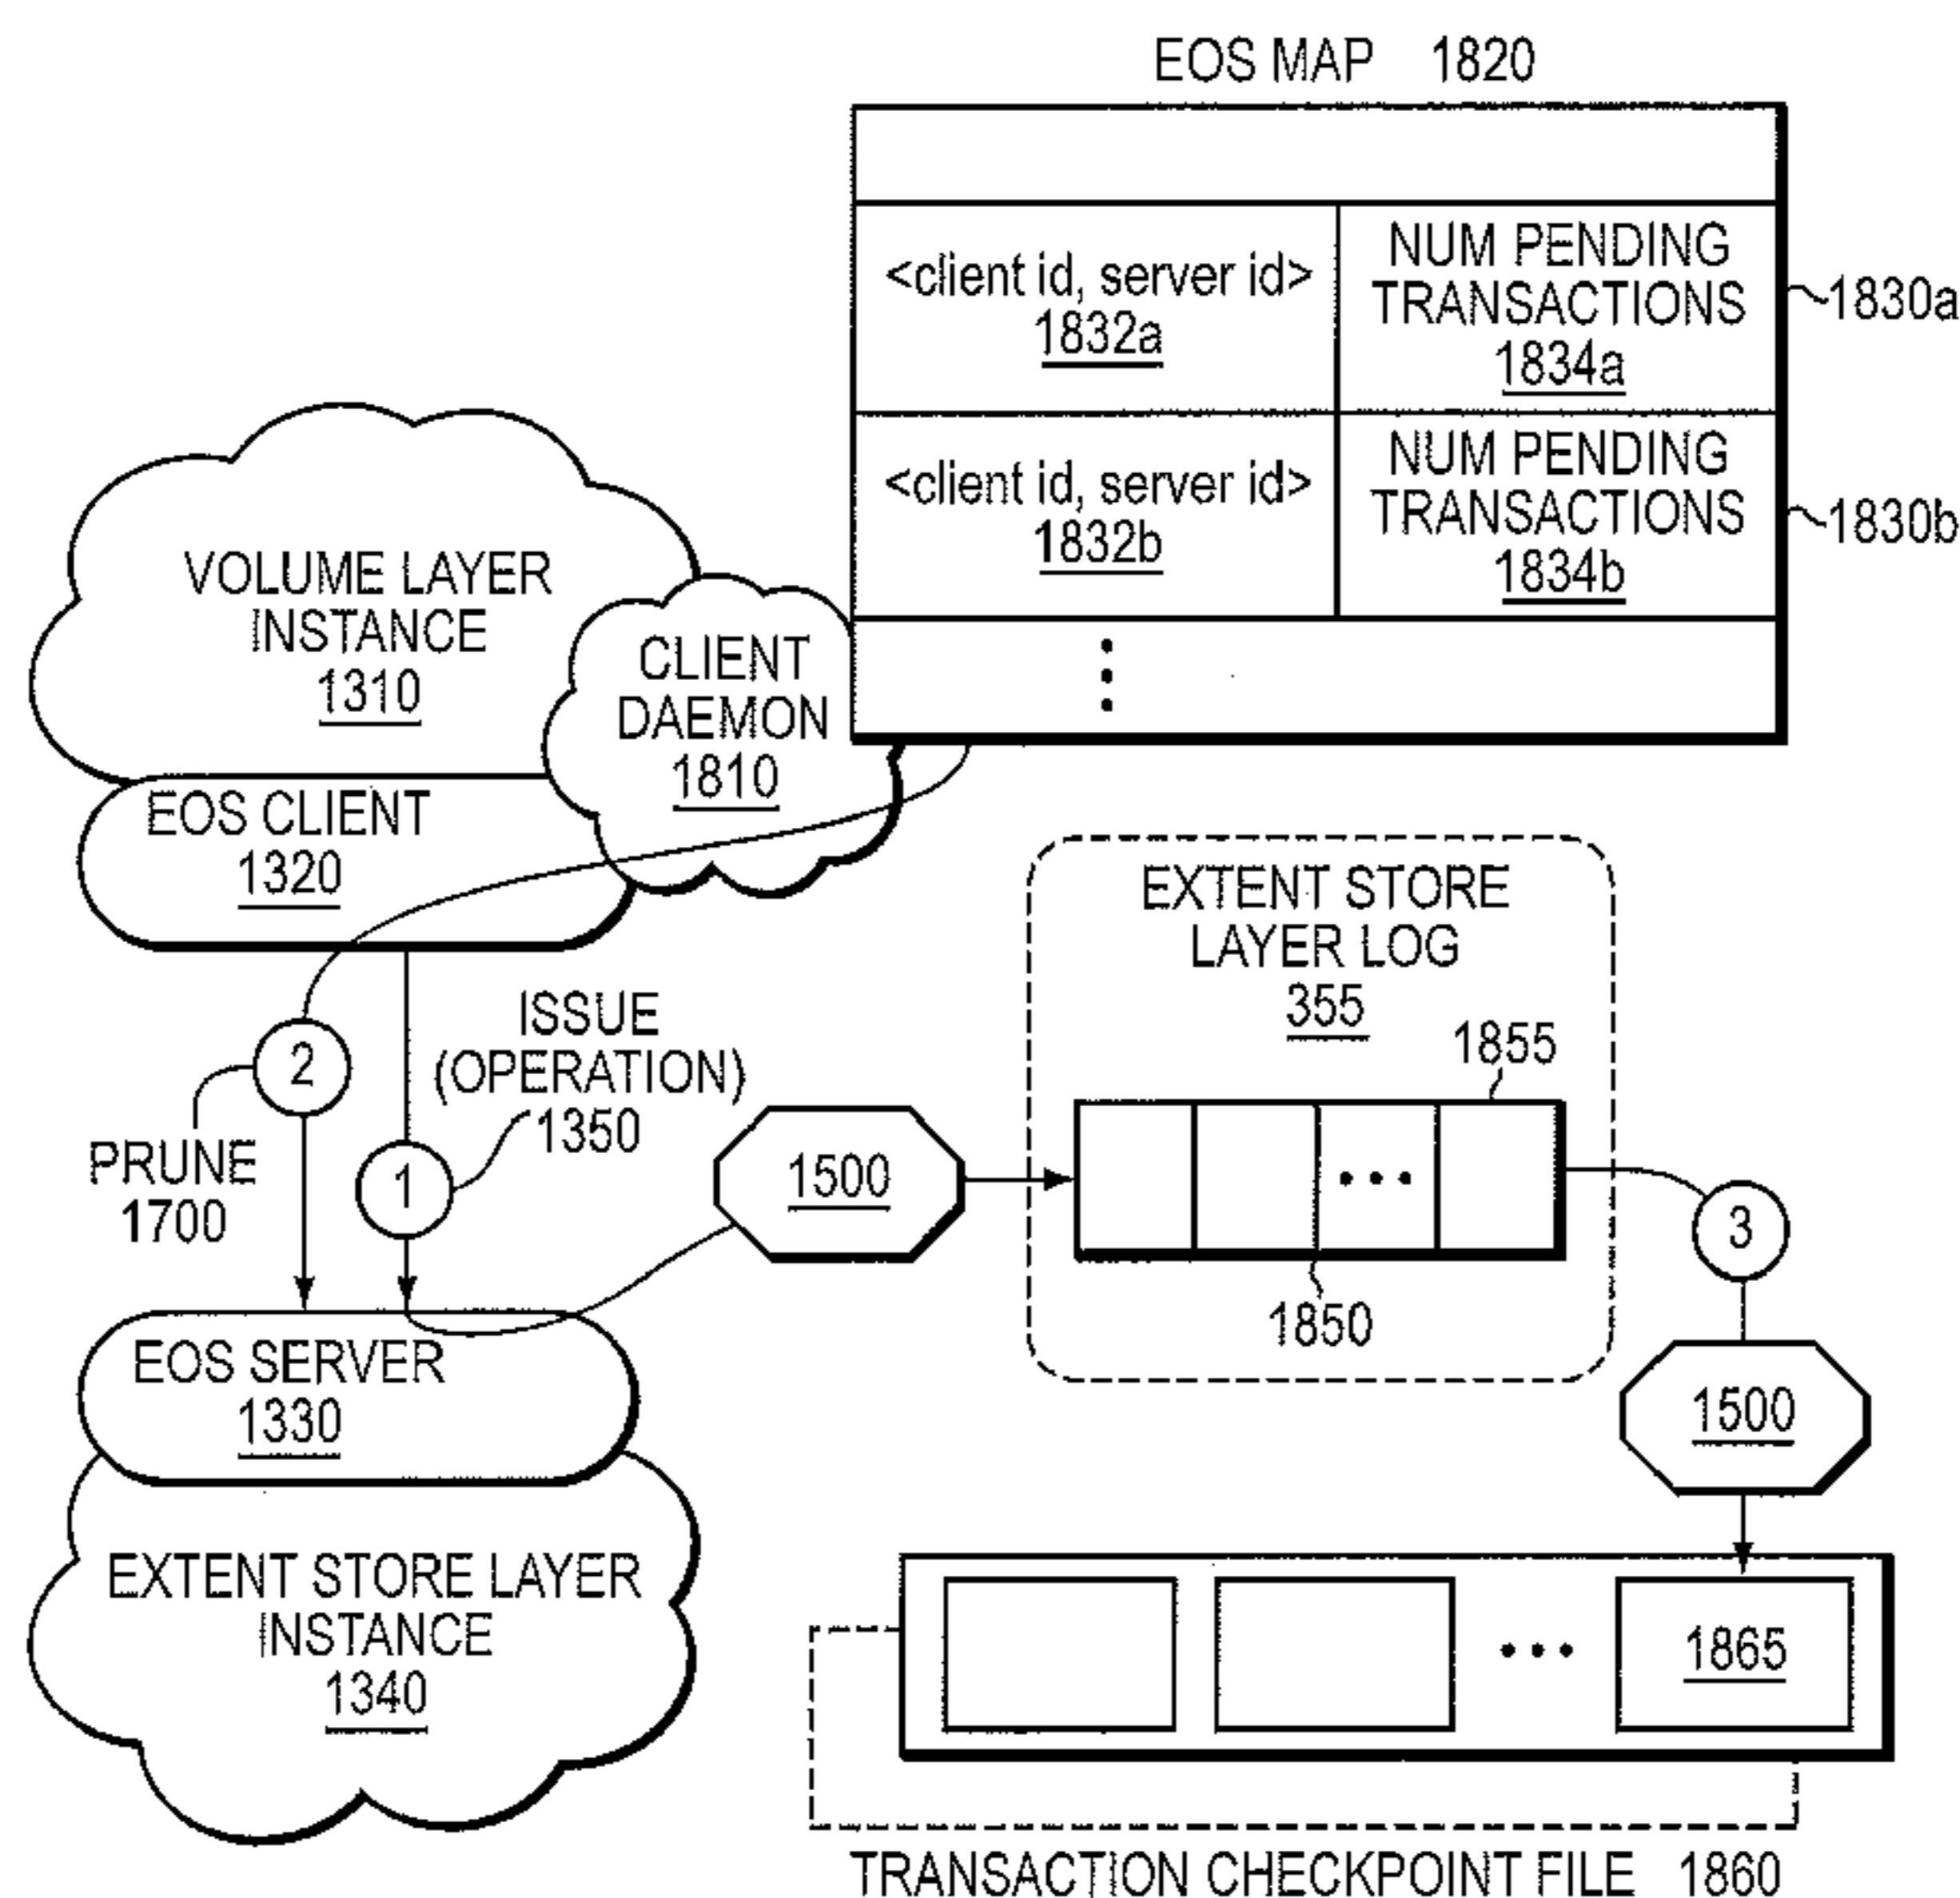 EOS MAP 1820
<client id, server id>
1832a
NUM PENDING
TRANSACTIONS
1834a
1830a
<client id, server id>
1832b
NUM PENDING
TRANSACTIONS
1834b
1830b
VOLUME LAYER
INSTANCE
1310
CLIENT
DAEMON
1810
EOS CLIENT
1320
EXTENT STORE
LAYER LOG
355
1855
1850
2
PRUNE
1700
ISSUE
(OPERATION)
1350
1
1500
3
1500
EOS SERVER
1330
EXTENT STORE LAYER
INSTANCE
1340
1865
TRANSACTION CHECKPOINT FILE 1860